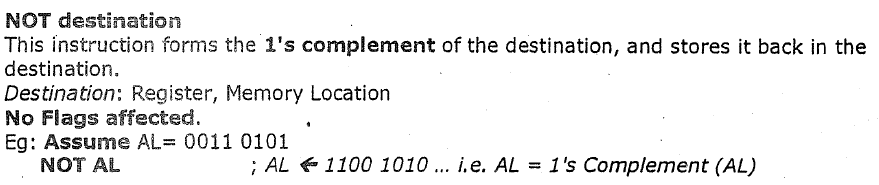 NOT destination
This instruction forms the 1's complement of the destination, and stores it back in the
destination.
Destination: Register, Memory Location
No Flags affected.
Eg: Assume AL= 0011 0101
NOT AL ; AL ← 1100 1010 ... i.e. AL = 1's Complement (AL)